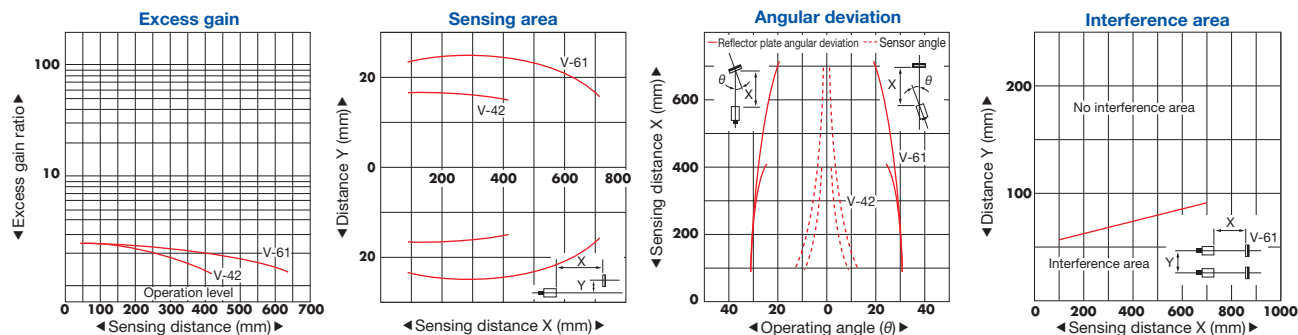 Excess gain
100
10
◄Excess gain ratio►
V-61
V-42
Operation level
0 100 200 300 400 500 600 700
◄Sensing distance (mm)►
Sensing area
20
0
20
◄Distance Y (mm)►
V-61
V-42
200 400 600 800
X
Y
◄Sensing distance X (mm)►
Angular deviation
Reflector plate angular deviation Sensor angle
600
400
200
0
◄Sensing distance X (mm)►
θ
X
X
θ
V-61
V-42
40 20 0 20 40
◄Operating angle (θ)►
Interference area
200
100
◄Distance Y (mm)►
No interference area
Interference area
X
V-61
Y
0 200 400 600 800 1000
◄Sensing distance X (mm)►